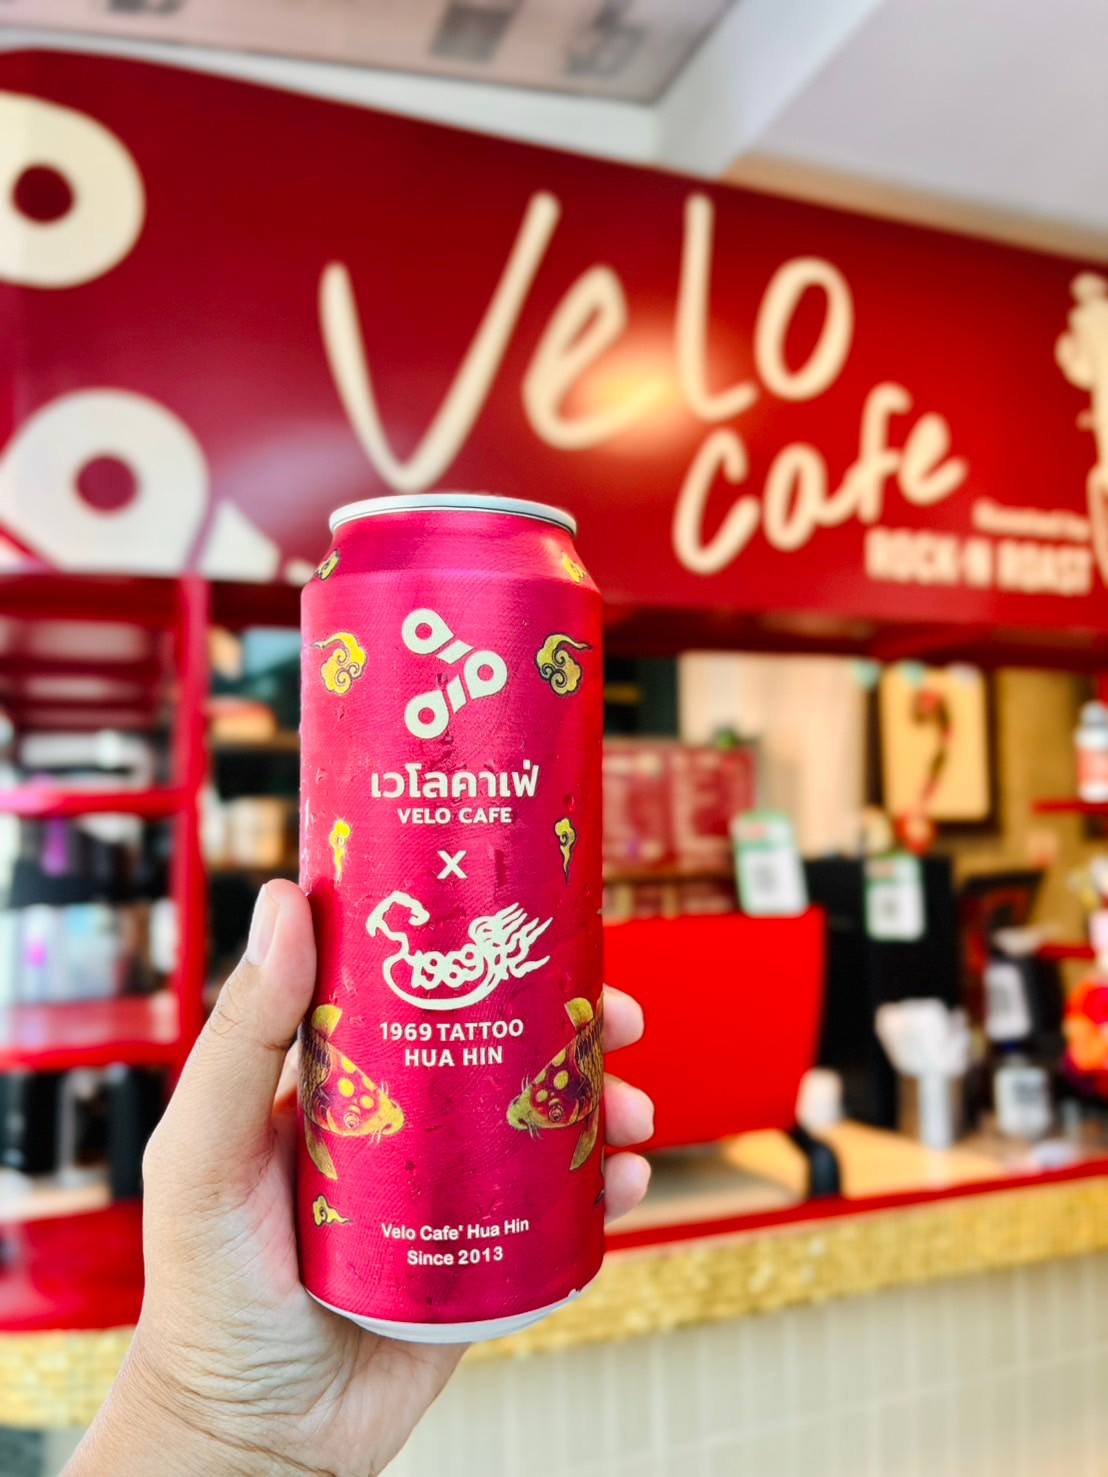 Velo
Cafe
ROCK-N ROAST
เวโลคาเฟ่
VELO CAFE
X
1969
1969 TATTOO
HUA HIN
Velo Cafe' Hua Hin
Since 2013